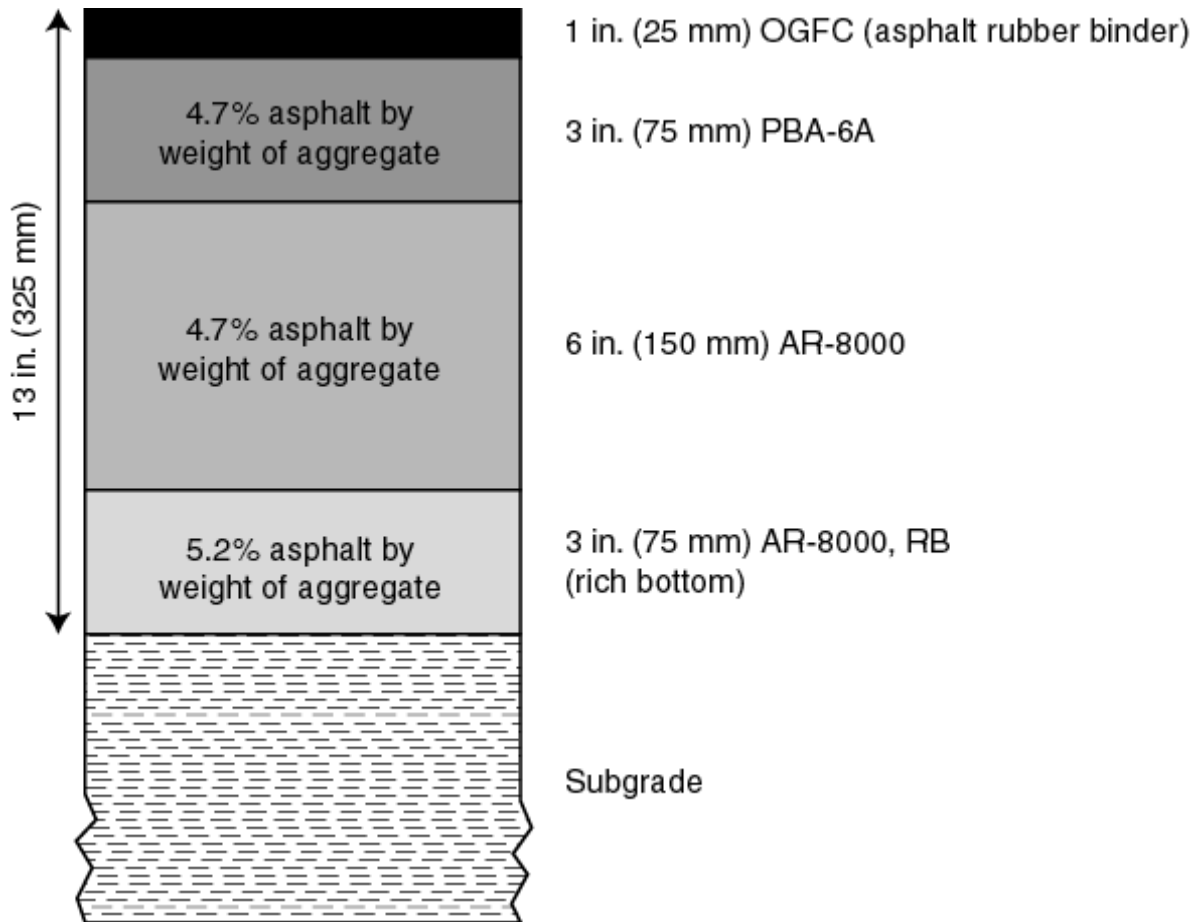 1 in. (25 mm) OGFC (asphalt rubber binder)
4.7% asphalt by
weight of aggregate
3 in. (75 mm) PBA-6A
13 in. (325 mm)
4.7% asphalt by
weight of aggregate
6 in. (150 mm) AR-8000
5.2% asphalt by
weight of aggregate
3 in. (75 mm) AR-8000, RB
(rich bottom)
Subgrade